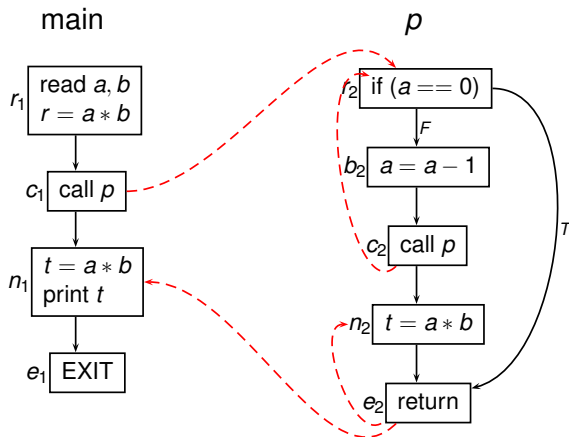 main
r1
read a, b
r = a ∗ b
c1 call p
n1
t = a ∗ b
print t
e1 EXIT
p
r2 if (a == 0)
F
b2 a = a − 1
c2 call p
T
n2 t = a ∗ b
e2 return